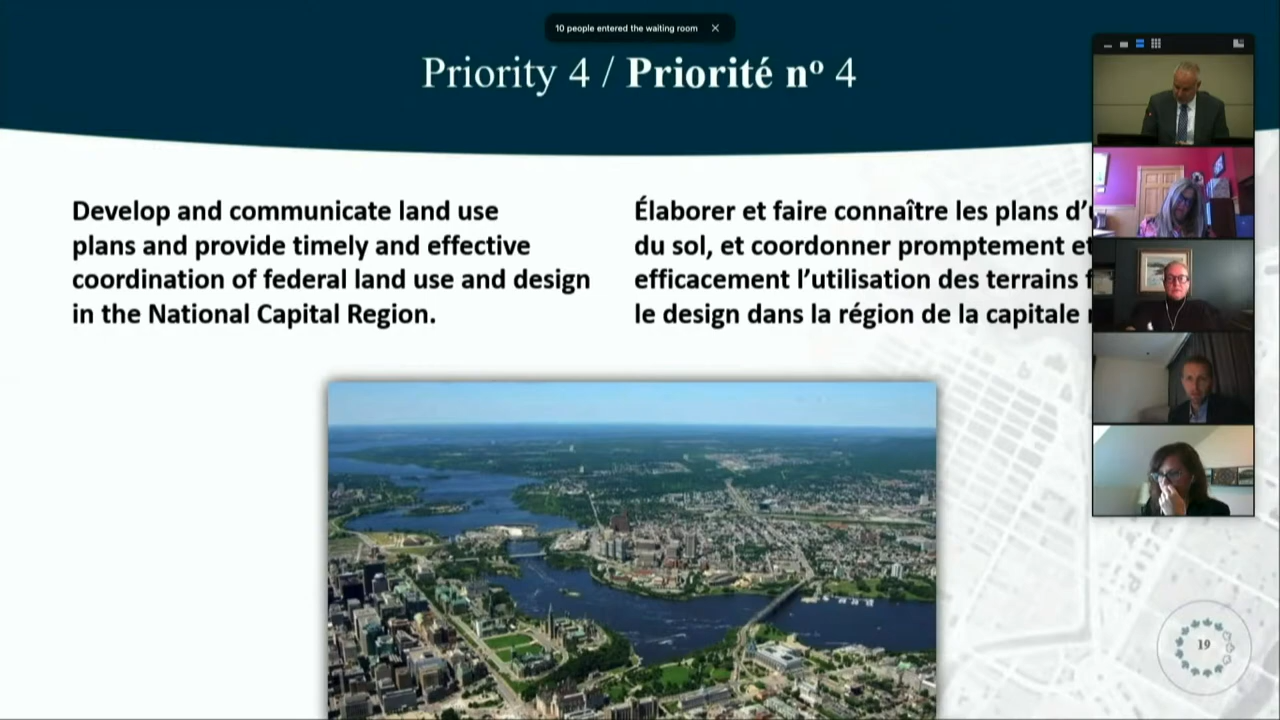 10 people entered the waiting room
Priority 4 / Priorité nº 4
Develop and communicate land use
plans and provide timely and effective
coordination of federal land use and design
in the National Capital Region.
Élaborer et faire connaître les plans
du sol, et coordonner promptement et
efficacement l’utilisation des terrains
le design dans la région de la capitale
19